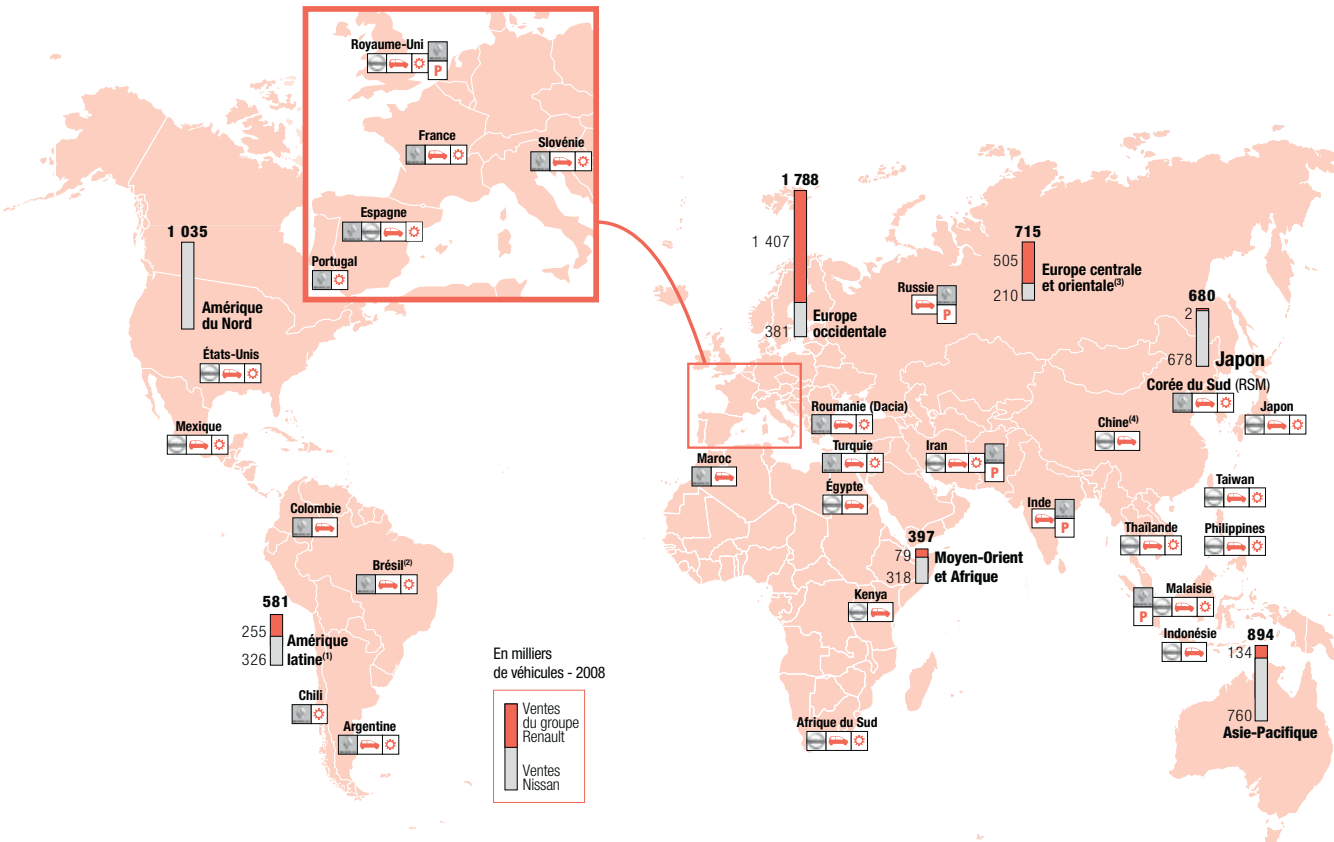 Royaume-Uni
P
France
Slovénie
Espagne
Portugal
1 035
Amérique
du Nord
États-Unis
Mexique
1 788
1 407
381
Europe
occidentale
715
505
210
Europe centrale
et orientale(3)
Russie
P
680
2
678
Japon
Corée du Sud (RSM)
Japon
Chine(4)
Roumanie (Dacia)
Turquie
Iran
P
Maroc
Égypte
Inde
P
Taiwan
Thaïlande
Philippines
Colombie
Brésil(2)
397
79
318
Moyen-Orient
et Afrique
Kenya
Malaisie
P
Indonésie
581
255
326
Amérique
latine(1)
894
134
760
Asie-Pacifique
Chili
Argentine
Afrique du Sud
En milliers
de véhicules - 2008
Ventes
du groupe
Renault
Ventes
Nissan